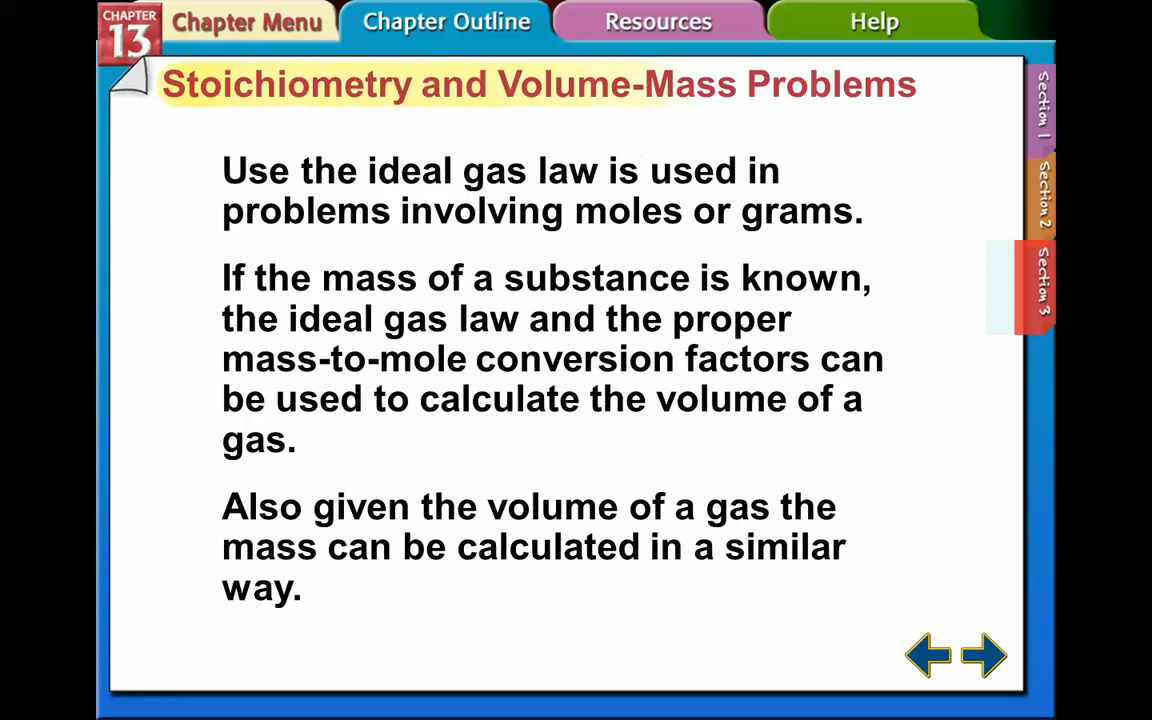 CHAPTER
13
Chapter Menu
Chapter Outline
Resources
Help
Stoichiometry and Volume-Mass Problems
Use the ideal gas law is used in
problems involving moles or grams.
If the mass of a substance is known,
the ideal gas law and the proper
mass-to-mole conversion factors can
be used to calculate the volume of a
gas.
Also given the volume of a gas the
mass can be calculated in a similar
way.
Section 1
Section 2
Section 3